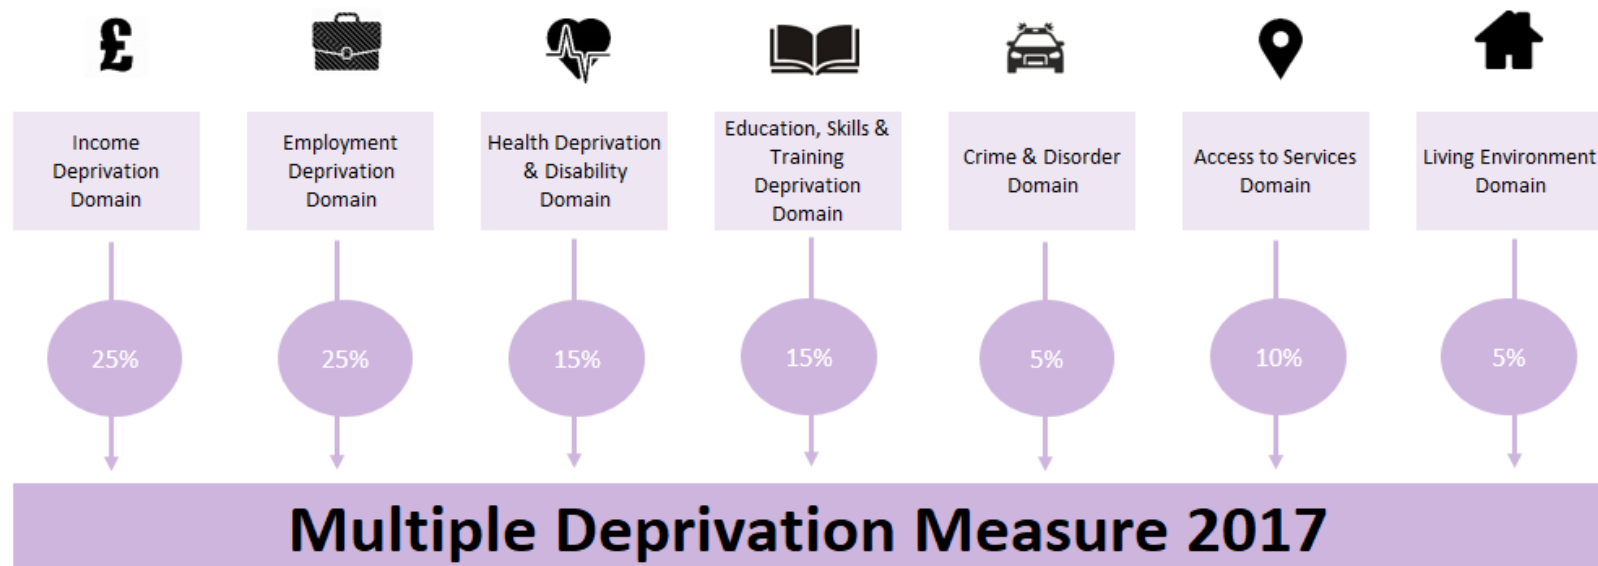 £
Income
Deprivation
Domain
Employment
Deprivation
Domain
Health Deprivation
& Disability
Domain
Education, Skills &
Training
Deprivation
Domain
Crime & Disorder
Domain
Access to Services
Domain
Living Environment
Domain
25%
25%
15%
15%
5%
10%
5%
Multiple Deprivation Measure 2017